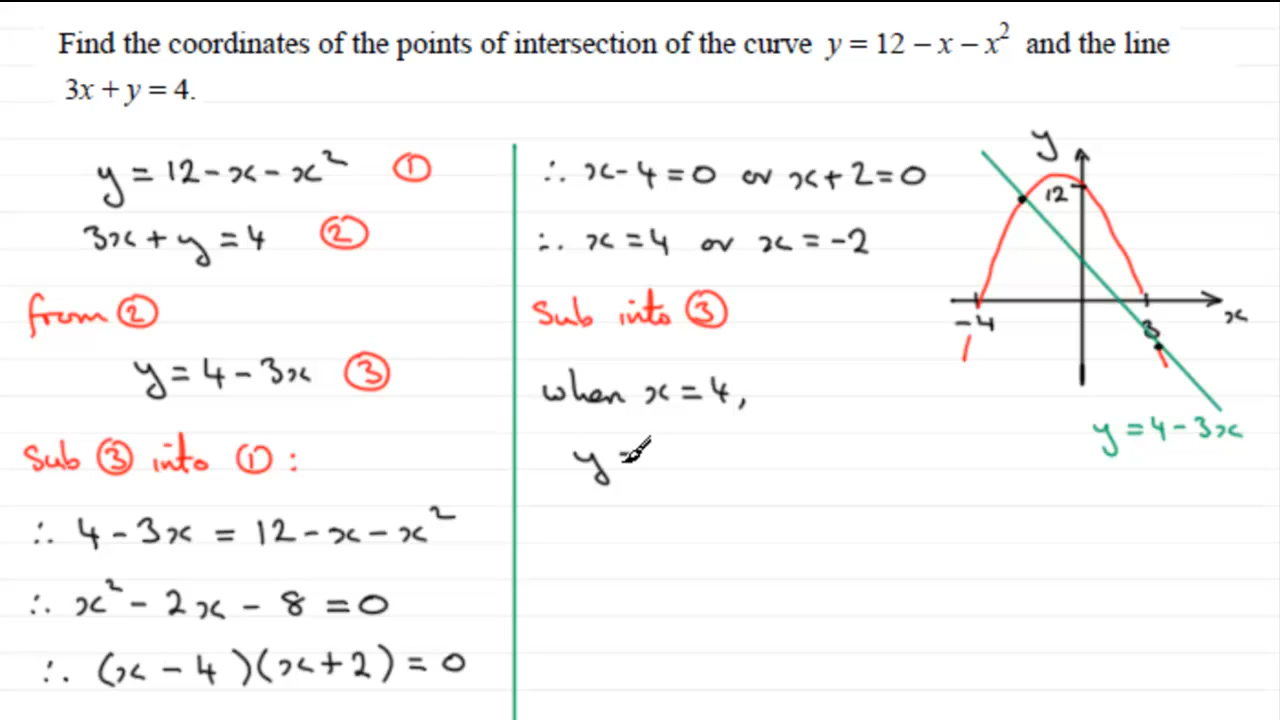 Find the coordinates of the points of intersection of the curve y = 12 − x − x² and the line
3x + y = 4.
y = 12 - x - x² ①
3x + y = 4 ②
from ②
y = 4 - 3x ③
Sub ③ into ① :
∴ 4 - 3x = 12 - x - x²
∴ x² - 2x - 8 = 0
∴ (x - 4)(x + 2) = 0
∴ x - 4 = 0 or x + 2 = 0
∴ x = 4 or x = -2
Sub into ③
when x = 4,
y =
y
12
-4
3
x
y = 4 - 3x